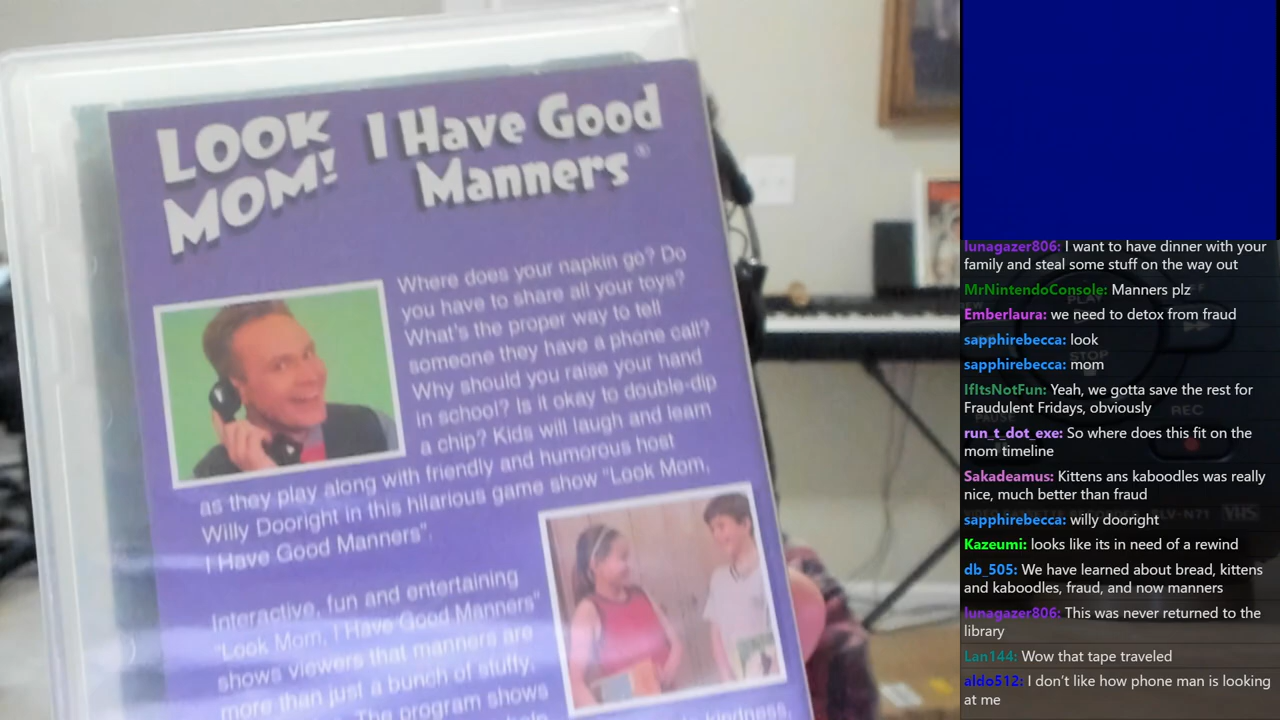 LOOK
MOM!
I Have Good
Manners®
Where does your napkin go? Do
you have to share all your toys?
What's the proper way to tell
someone they have a phone call?
Why should you raise your hand
in school? Is it okay to double-dip
a chip? Kids will laugh and learn
as they play along with friendly and humorous host
Willy Dooright in this hilarious game show "Look Mom,
I Have Good Manners".
Interactive, fun and entertaining
"Look Mom, I Have Good Manners"
shows viewers that manners are
more than just a bunch of stuffy
The program shows
kindness,
lunagazer806: I want to have dinner with your
family and steal some stuff on the way out
MrNintendoConsole: Manners plz
Emberlaura: we need to detox from fraud
sapphirebecca: look
sapphirebecca: mom
IfItsNotFun: Yeah, we gotta save the rest for
Fraudulent Fridays, obviously
run_t_dot_exe: So where does this fit on the
mom timeline
Sakadeamus: Kittens ans kaboodles was really
nice, much better than fraud
sapphirebecca: willy dooright
Kazeumi: looks like its in need of a rewind
db_505: We have learned about bread, kittens
and kaboodles, fraud, and now manners
lunagazer806: This was never returned to the
library
Lan144: Wow that tape traveled
aldo512: I don't like how phone man is looking
at me
PLAY
STOP
REC
SLV-N71
VHS